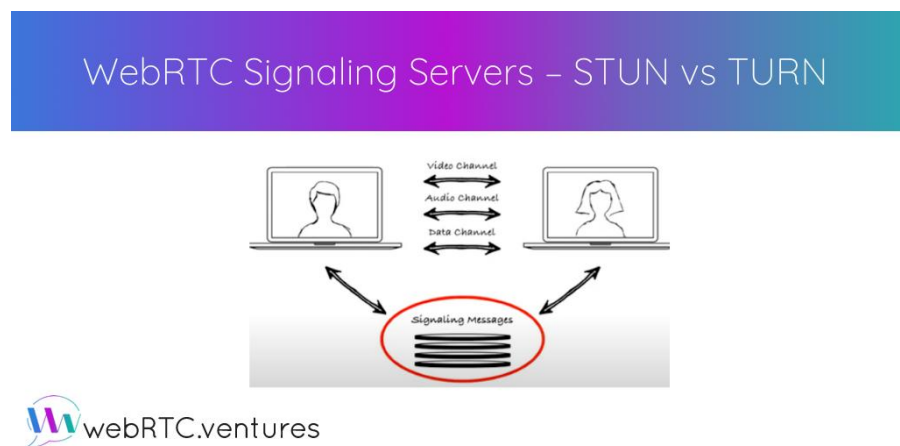 WebRTC Signaling Servers – STUN vs TURN
Video Channel
Audio Channel
Data Channel
Signaling Messages
webRTC.ventures